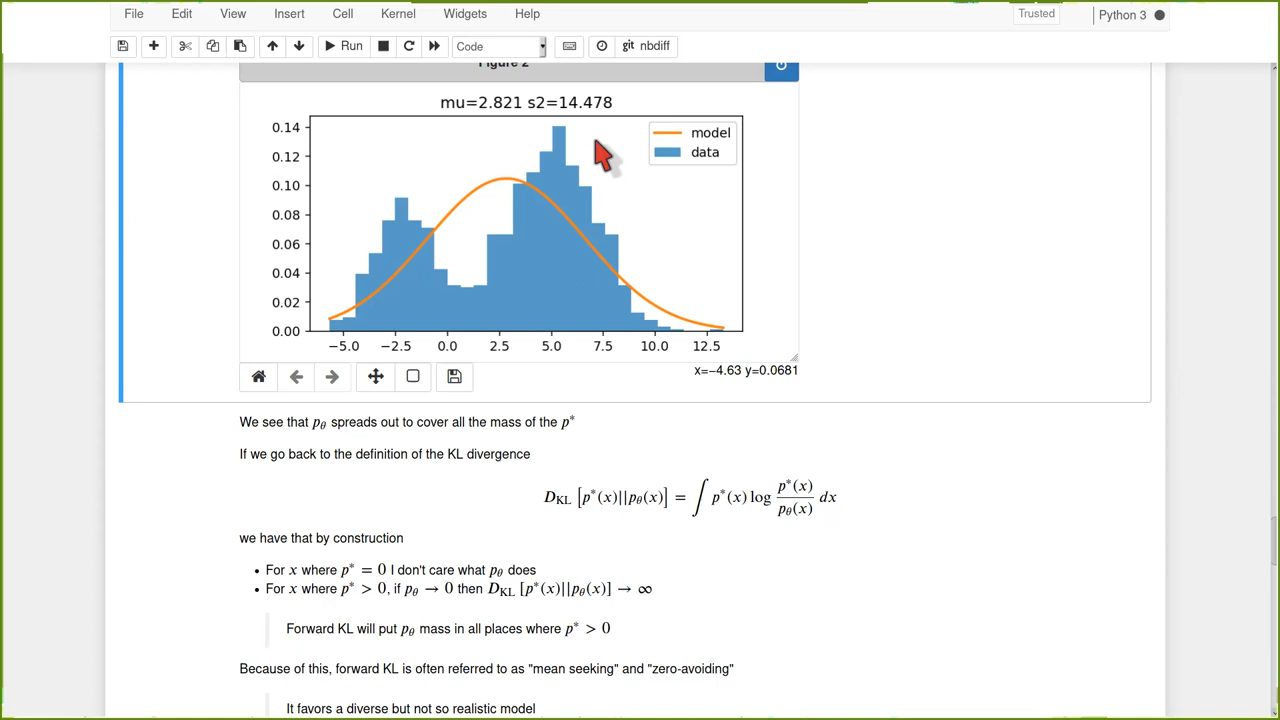 File Edit View Insert Cell Kernel Widgets Help Trusted Python 3
Run Code git nbdiff
Figure 2
mu=2.821 s2=14.478
model
data
0.14
0.12
0.10
0.08
0.06
0.04
0.02
0.00
−5.0 −2.5 0.0 2.5 5.0 7.5 10.0 12.5
x=−4.63 y=0.0681
We see that pθ spreads out to cover all the mass of the p*
If we go back to the definition of the KL divergence
D_KL [p*(x)||pθ(x)] = ∫ p*(x) log p*(x)/pθ(x) dx
we have that by construction
• For x where p* = 0 I don't care what pθ does
• For x where p* > 0, if pθ → 0 then D_KL [p*(x)||pθ(x)] → ∞
Forward KL will put pθ mass in all places where p* > 0
Because of this, forward KL is often referred to as "mean seeking" and "zero-avoiding"
It favors a diverse but not so realistic model